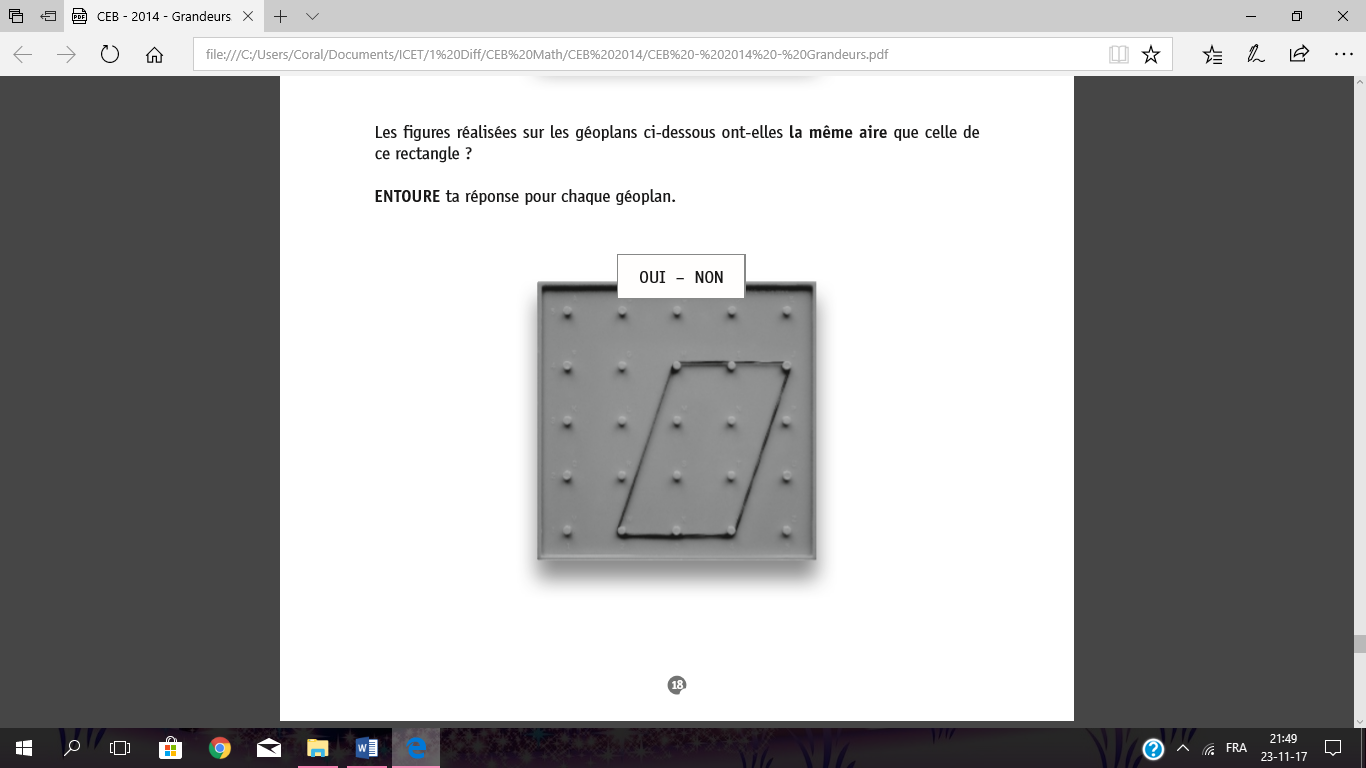 CEB - 2014 - Grandeurs
file:///C:/Users/Coral/Documents/ICET/1%20Diff/CEB%20Math/CEB%202014/CEB%20-%202014%20-%20Grandeurs.pdf
Les figures réalisées sur les géoplans ci-dessous ont-elles la même aire que celle de
ce rectangle ?
ENTOURE ta réponse pour chaque géoplan.
OUI – NON
18
FRA
21:49
23-11-17